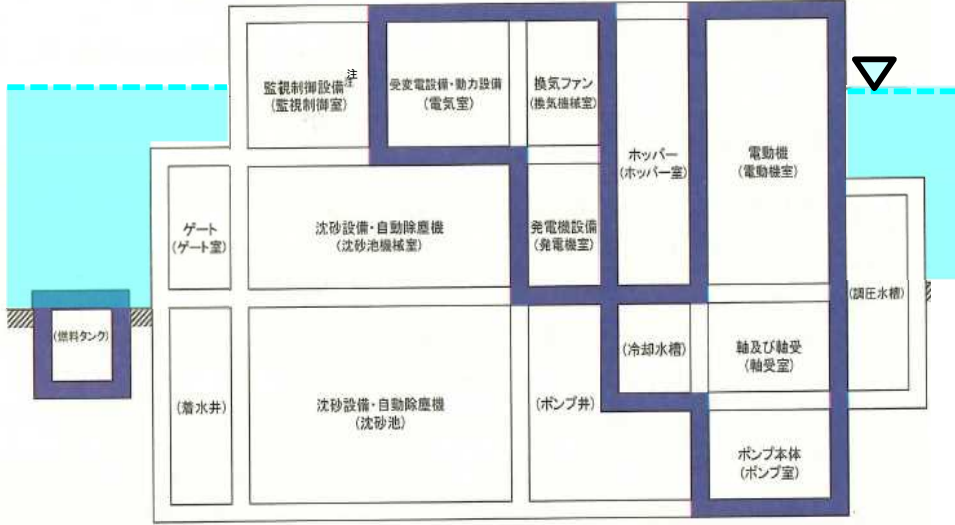 監視制御設備注
注
(監視制御室)
受変電設備・動力設備
(電気室)
換気ファン
(換気機械室)
ホッパー
(ホッパー室)
電動機
(電動機室)
ゲート
(ゲート室)
沈砂設備・自動除塵機
(沈砂池機械室)
発電機設備
(発電機室)
(調圧水槽)
(燃料タンク)
(着水井)
沈砂設備・自動除塵機
(沈砂池)
(ポンプ井)
(冷却水槽)
軸及び軸受
(軸受室)
ポンプ本体
(ポンプ室)